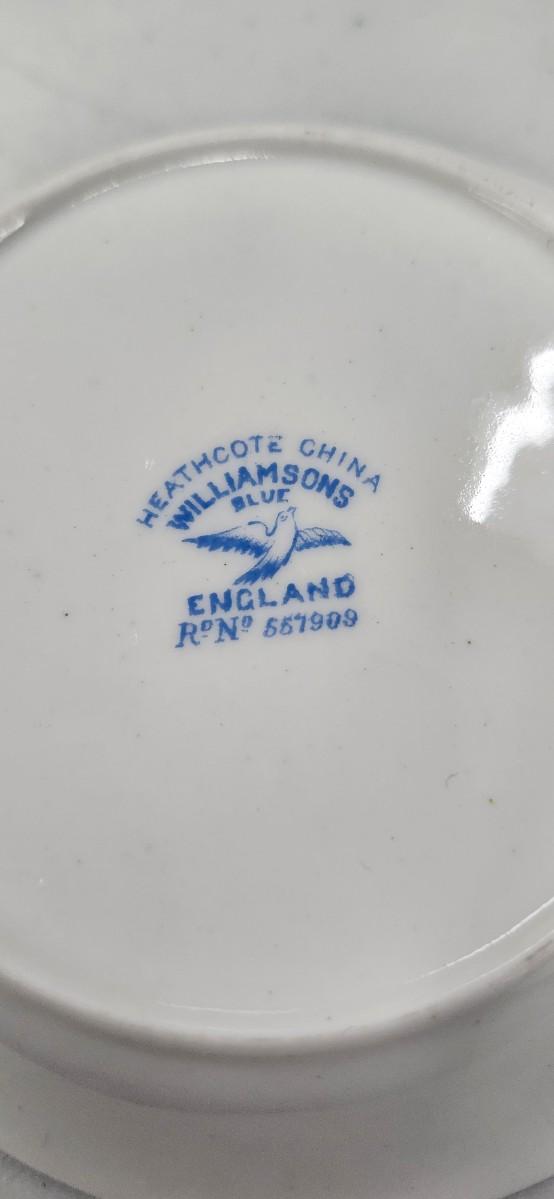 HEATHCOTE CHINA
WILLIAMSONS
BLUE
ENGLAND
Rᴰ Nº 557909